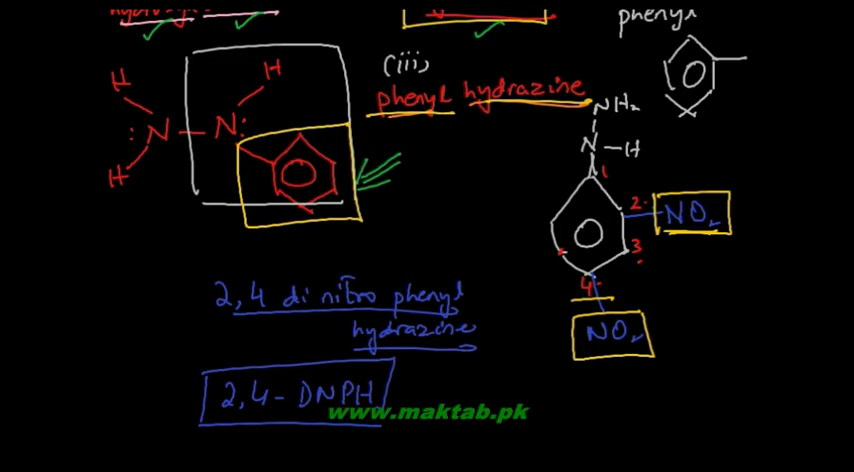 phenyl
(iii)
phenyl hydrazine
H
H
:N-N:
H
NH2
N-H
1
2
NO2
3
4
NO2
2,4 di nitro phenyl
hydrazine
2,4- DNPH
www.maktab.pk